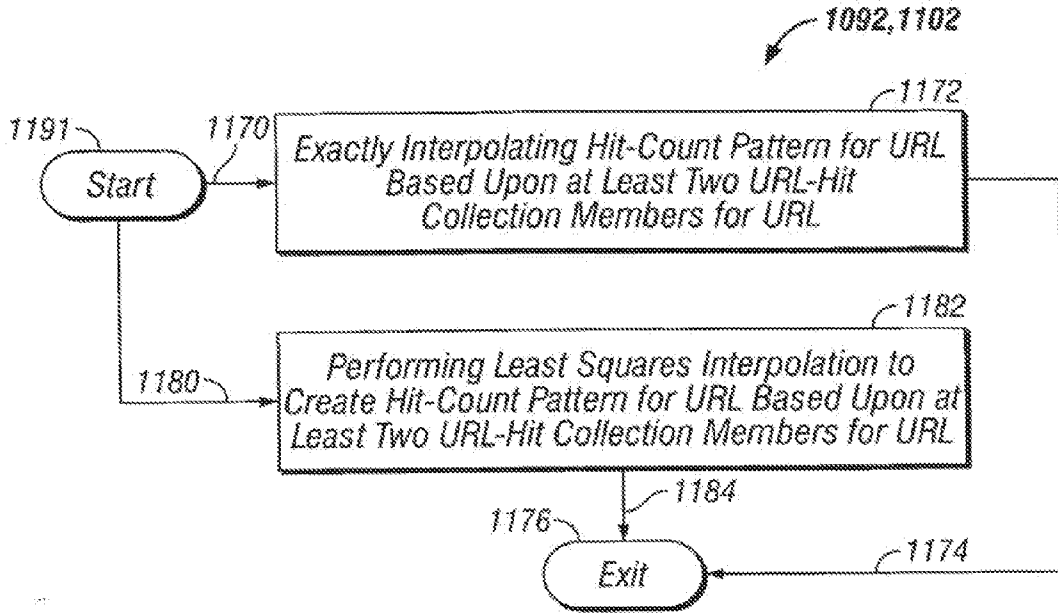 1092,1102
1172
1191
1170
Start
Exactly Interpolating Hit-Count Pattern for URL
Based Upon at Least Two URL-Hit
Collection Members for URL
1182
1180
Performing Least Squares Interpolation to
Create Hit-Count Pattern for URL Based Upon at
Least Two URL-Hit Collection Members for URL
1184
1176
1174
Exit